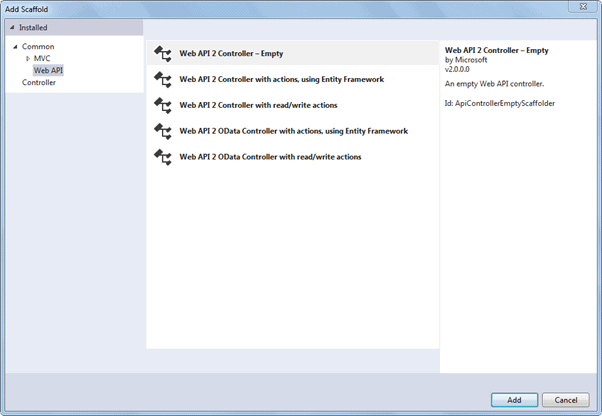 Add Scaffold
Installed
Common
MVC
Web API
Controller
Web API 2 Controller – Empty
Web API 2 Controller with actions, using Entity Framework
Web API 2 Controller with read/write actions
Web API 2 OData Controller with actions, using Entity Framework
Web API 2 OData Controller with read/write actions
Web API 2 Controller – Empty
by Microsoft
v2.0.0.0
An empty Web API controller.
Id: ApiControllerEmptyScaffolder
Add
Cancel